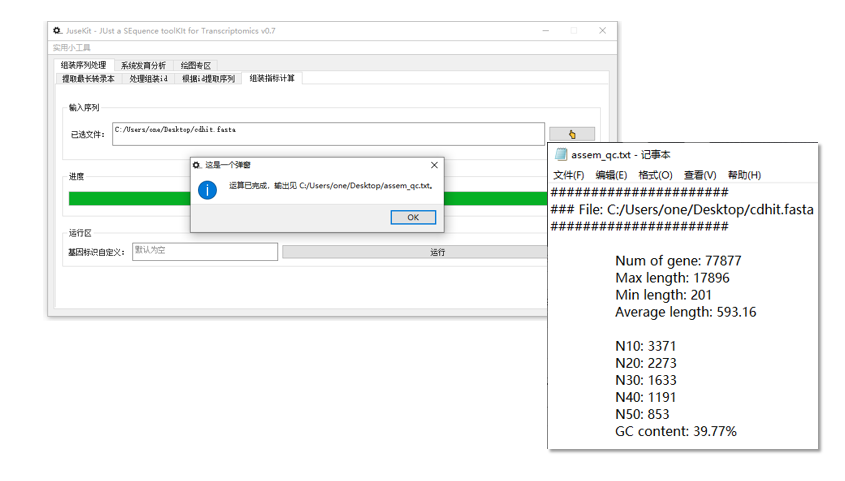 JuseKit - JUst a SEquence toolKIt for Transcriptomics v0.7
实用小工具
组装序列处理 系统发育分析 绘图专区
提取最长转录本 处理组装id 根据id提取序列 组装指标计算
输入序列
已选文件: C:/Users/one/Desktop/cdhit.fasta
进度
这是一个弹窗
运算已完成，输出见 C:/Users/one/Desktop/assem_qc.txt。
OK
运行区
基因标识自定义: 默认为空 运行
assem_qc.txt - 记事本
文件(F) 编辑(E) 格式(O) 查看(V) 帮助(H)
######################
### File: C:/Users/one/Desktop/cdhit.fasta
######################
Num of gene: 77877
Max length: 17896
Min length: 201
Average length: 593.16
N10: 3371
N20: 2273
N30: 1633
N40: 1191
N50: 853
GC content: 39.77%